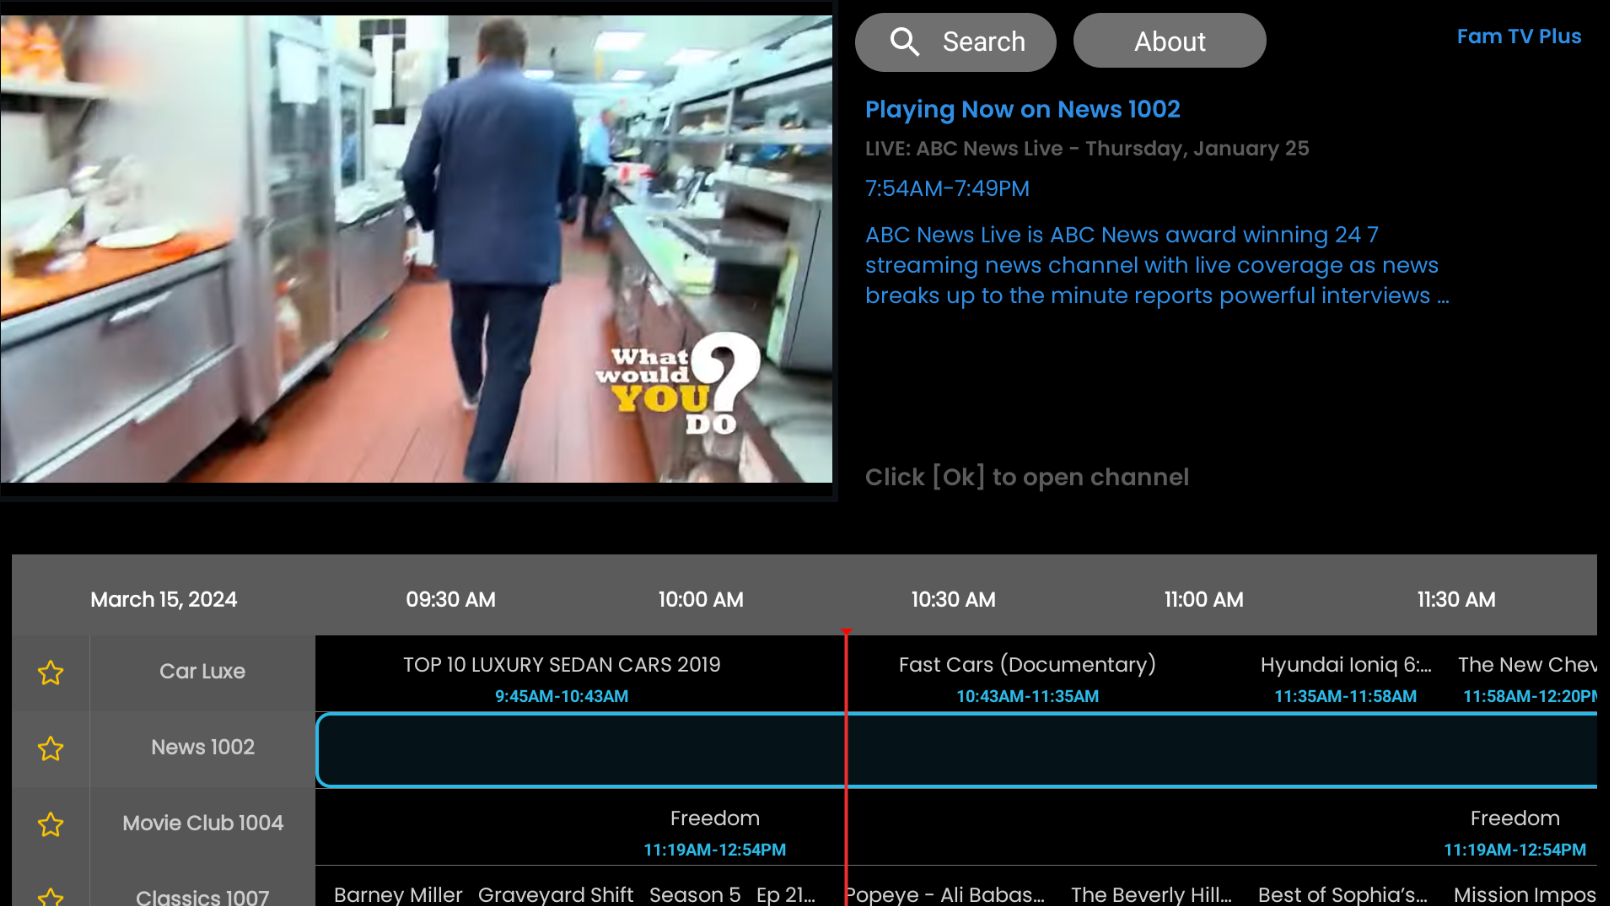 Search
About
Fam TV Plus
Playing Now on News 1002
LIVE: ABC News Live - Thursday, January 25
7:54AM-7:49PM
ABC News Live is ABC News award winning 24 7
streaming news channel with live coverage as news
breaks up to the minute reports powerful interviews ...
What
would
YOU
DO
?
Click [Ok] to open channel
March 15, 2024 09:30 AM 10:00 AM 10:30 AM 11:00 AM 11:30 AM
Car Luxe
TOP 10 LUXURY SEDAN CARS 2019 Fast Cars (Documentary) Hyundai Ioniq 6:... The New Chev
9:45AM-10:43AM 10:43AM-11:35AM 11:35AM-11:58AM 11:58AM-12:20PM
News 1002
Movie Club 1004
Freedom Freedom
11:19AM-12:54PM 11:19AM-12:54PM
Classics 1007 Barney Miller Graveyard Shift Season 5 Ep 21... Popeye - Ali Babas... The Beverly Hill... Best of Sophia's... Mission Impos